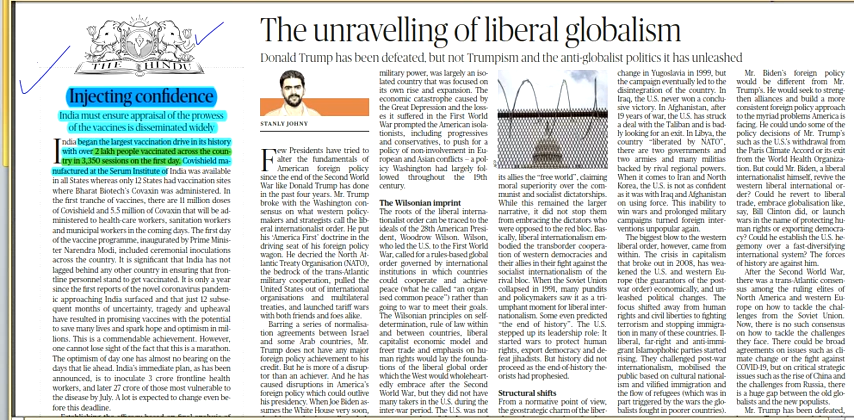 THE HINDU
Injecting confidence
India must ensure appraisal of the prowess
of the vaccines is disseminated widely
India began the largest vaccination drive in its history
with over 2 lakh people vaccinated across the coun-
try in 3,350 sessions on the first day. Covishield ma-
nufactured at the Serum Institute of India was available
in all States whereas only 12 States had vaccination sites
where Bharat Biotech's Covaxin was administered. In
the first tranche of vaccines, there are 11 million doses
of Covishield and 5.5 million of Covaxin that will be ad-
ministered to health-care workers, sanitation workers
and municipal workers in the coming days. The first day
of the vaccine programme, inaugurated by Prime Minis-
ter Narendra Modi, included ceremonial inoculations
across the country. It is significant that India has not
lagged behind any other country in ensuring that fron-
tline personnel stand to get vaccinated. It is only a year
since the first reports of the novel coronavirus pandem-
ic approaching India surfaced and that just 12 subse-
quent months of uncertainty, tragedy and upheaval
have resulted in promising vaccines with the potential
to save many lives and spark hope and optimism in mil-
lions. This is a commendable achievement. However,
one cannot lose sight of the fact that this is a marathon.
The optimism of day one has almost no bearing on the
days that lie ahead. India's immediate plan, as has been
announced, is to inoculate 3 crore frontline health
workers, and later 27 crore of those most vulnerable to
the disease by July. A lot is expected to change even be-
fore this deadline.
The unravelling of liberal globalism
Donald Trump has been defeated, but not Trumpism and the anti-globalist politics it has unleashed
STANLY JOHNY
Few Presidents have tried to
alter the fundamentals of
American foreign policy
since the end of the Second World
War like Donald Trump has done
in the past four years. Mr. Trump
broke with the Washington con-
sensus on what western policy-
makers and strategists call the lib-
eral internationalist order. He put
his 'America First' doctrine in the
driving seat of his foreign policy
wagon. He decried the North At-
lantic Treaty Organisation (NATO),
the bedrock of the trans-Atlantic
military cooperation, pulled the
United States out of international
organisations and multilateral
treaties, and launched tariff wars
with both friends and foes alike.
Barring a series of normalisa-
tion agreements between Israel
and some Arab countries, Mr.
Trump does not have any major
foreign policy achievement to his
credit. But he is more of a disrup-
tor than an achiever. And he has
caused disruptions in America's
foreign policy which could outlive
his presidency. When Joe Biden as-
sumes the White House very soon,
military power, was largely an iso-
lated country that was focused on
its own rise and expansion. The
economic catastrophe caused by
the Great Depression and the loss-
es it suffered in the First World
War prompted the American isola-
tionists, including progressives
and conservatives, to push for a
policy of non-involvement in Eu-
ropean and Asian conflicts – a pol-
icy Washington had largely fol-
lowed throughout the 19th
century.
The Wilsonian imprint
The roots of the liberal interna-
tionalist order can be traced to the
ideals of the 28th American Presi-
dent, Woodrow Wilson. Wilson,
who led the U.S. to the First World
War, called for a rules-based global
order governed by international
institutions in which countries
could cooperate and achieve
peace (what he called "an organ-
ised common peace") rather than
going to war to meet their goals.
The Wilsonian principles on self-
determination, rule of law within
and between countries, liberal
capitalist economic model and
free trade and emphasis on hu-
man rights would lay the founda-
tions of the liberal global order
which the West would wholeheart-
edly embrace after the Second
World War, but they did not have
many takers in the U.S. during the
inter-war period. The U.S. was not
its allies the "free world", claiming
moral superiority over the com-
munist and socialist dictatorships.
While this remained the larger
narrative, it did not stop them
from embracing the dictators who
were opposed to the red bloc. Bas-
ically, liberal internationalism em-
bodied the transborder coopera-
tion of western democracies and
their allies in their fight against the
socialist internationalism of the
rival bloc. When the Soviet Union
collapsed in 1991, many pundits
and policymakers saw it as a tri-
umphant moment for liberal inter-
nationalism. Some even predicted
"the end of history". The U.S.
stepped up its leadership role: It
started wars to protect human
rights, export democracy and de-
feat jihadists. But history did not
proceed as the end-of-history the-
orists had prophesied.
Structural shifts
From a normative point of view,
the geostrategic charm of the liber-
change in Yugoslavia in 1999, but
the campaign eventually led to the
disintegration of the country. In
Iraq, the U.S. never won a conclu-
sive victory. In Afghanistan, after
19 years of war, the U.S. has struck
a deal with the Taliban and is bad-
ly looking for an exit. In Libya, the
country "liberated by NATO",
there are two governments and
two armies and many militias
backed by rival regional powers.
When it comes to Iran and North
Korea, the U.S. is not as confident
as it was with Iraq and Afghanistan
on using force. This inability to
win wars and prolonged military
campaigns turned foreign inter-
ventions unpopular again.
The biggest blow to the western
liberal order, however, came from
within. The crisis in capitalism
that broke out in 2008, has wea-
kened the U.S. and western Eu-
rope (the guarantors of the post-
war order) economically, and un-
leashed political changes. The
focus shifted away from human
rights and civil liberties to fighting
terrorism and stopping immigra-
tion in many of these countries. Il-
liberal, far-right and anti-immi-
grant Islamophobic parties started
rising. They challenged post-war
internationalism, mobilised the
public based on cultural national-
ism and vilified immigration and
the flow of refugees (which was in
part triggered by the wars the glo-
balists fought in foreign countries).
Mr. Biden's foreign policy
would be different from Mr.
Trump's. He would seek to streng-
then alliances and build a more
consistent foreign policy approach
to the myriad problems America is
facing. He could undo some of the
policy decisions of Mr. Trump's
such as the U.S.'s withdrawal from
the Paris Climate Accord or its exit
from the World Health Organiza-
tion. But could Mr. Biden, a liberal
internationalist himself, revive the
western liberal international or-
der? Could he revert to liberal
trade, embrace globalisation like,
say, Bill Clinton did, or launch
wars in the name of protecting hu-
man rights or exporting democra-
cy? Could he establish the U.S. he-
gemony over a fast-diversifying
international system? The forces
of history are against him.
After the Second World War,
there was a trans-Atlantic consen-
sus among the ruling elites of
North America and western Eu-
rope on how to tackle the chal-
lenges from the Soviet Union.
Now, there is no such consensus
on how to tackle the challenges
they face. There could be broad
agreements on issues such as cli-
mate change or the fight against
COVID-19, but on critical strategic
issues such as the rise of China and
the challenges from Russia, there
is a huge gap between the old glo-
balists and the new populists.
Mr. Trump has been defeated.